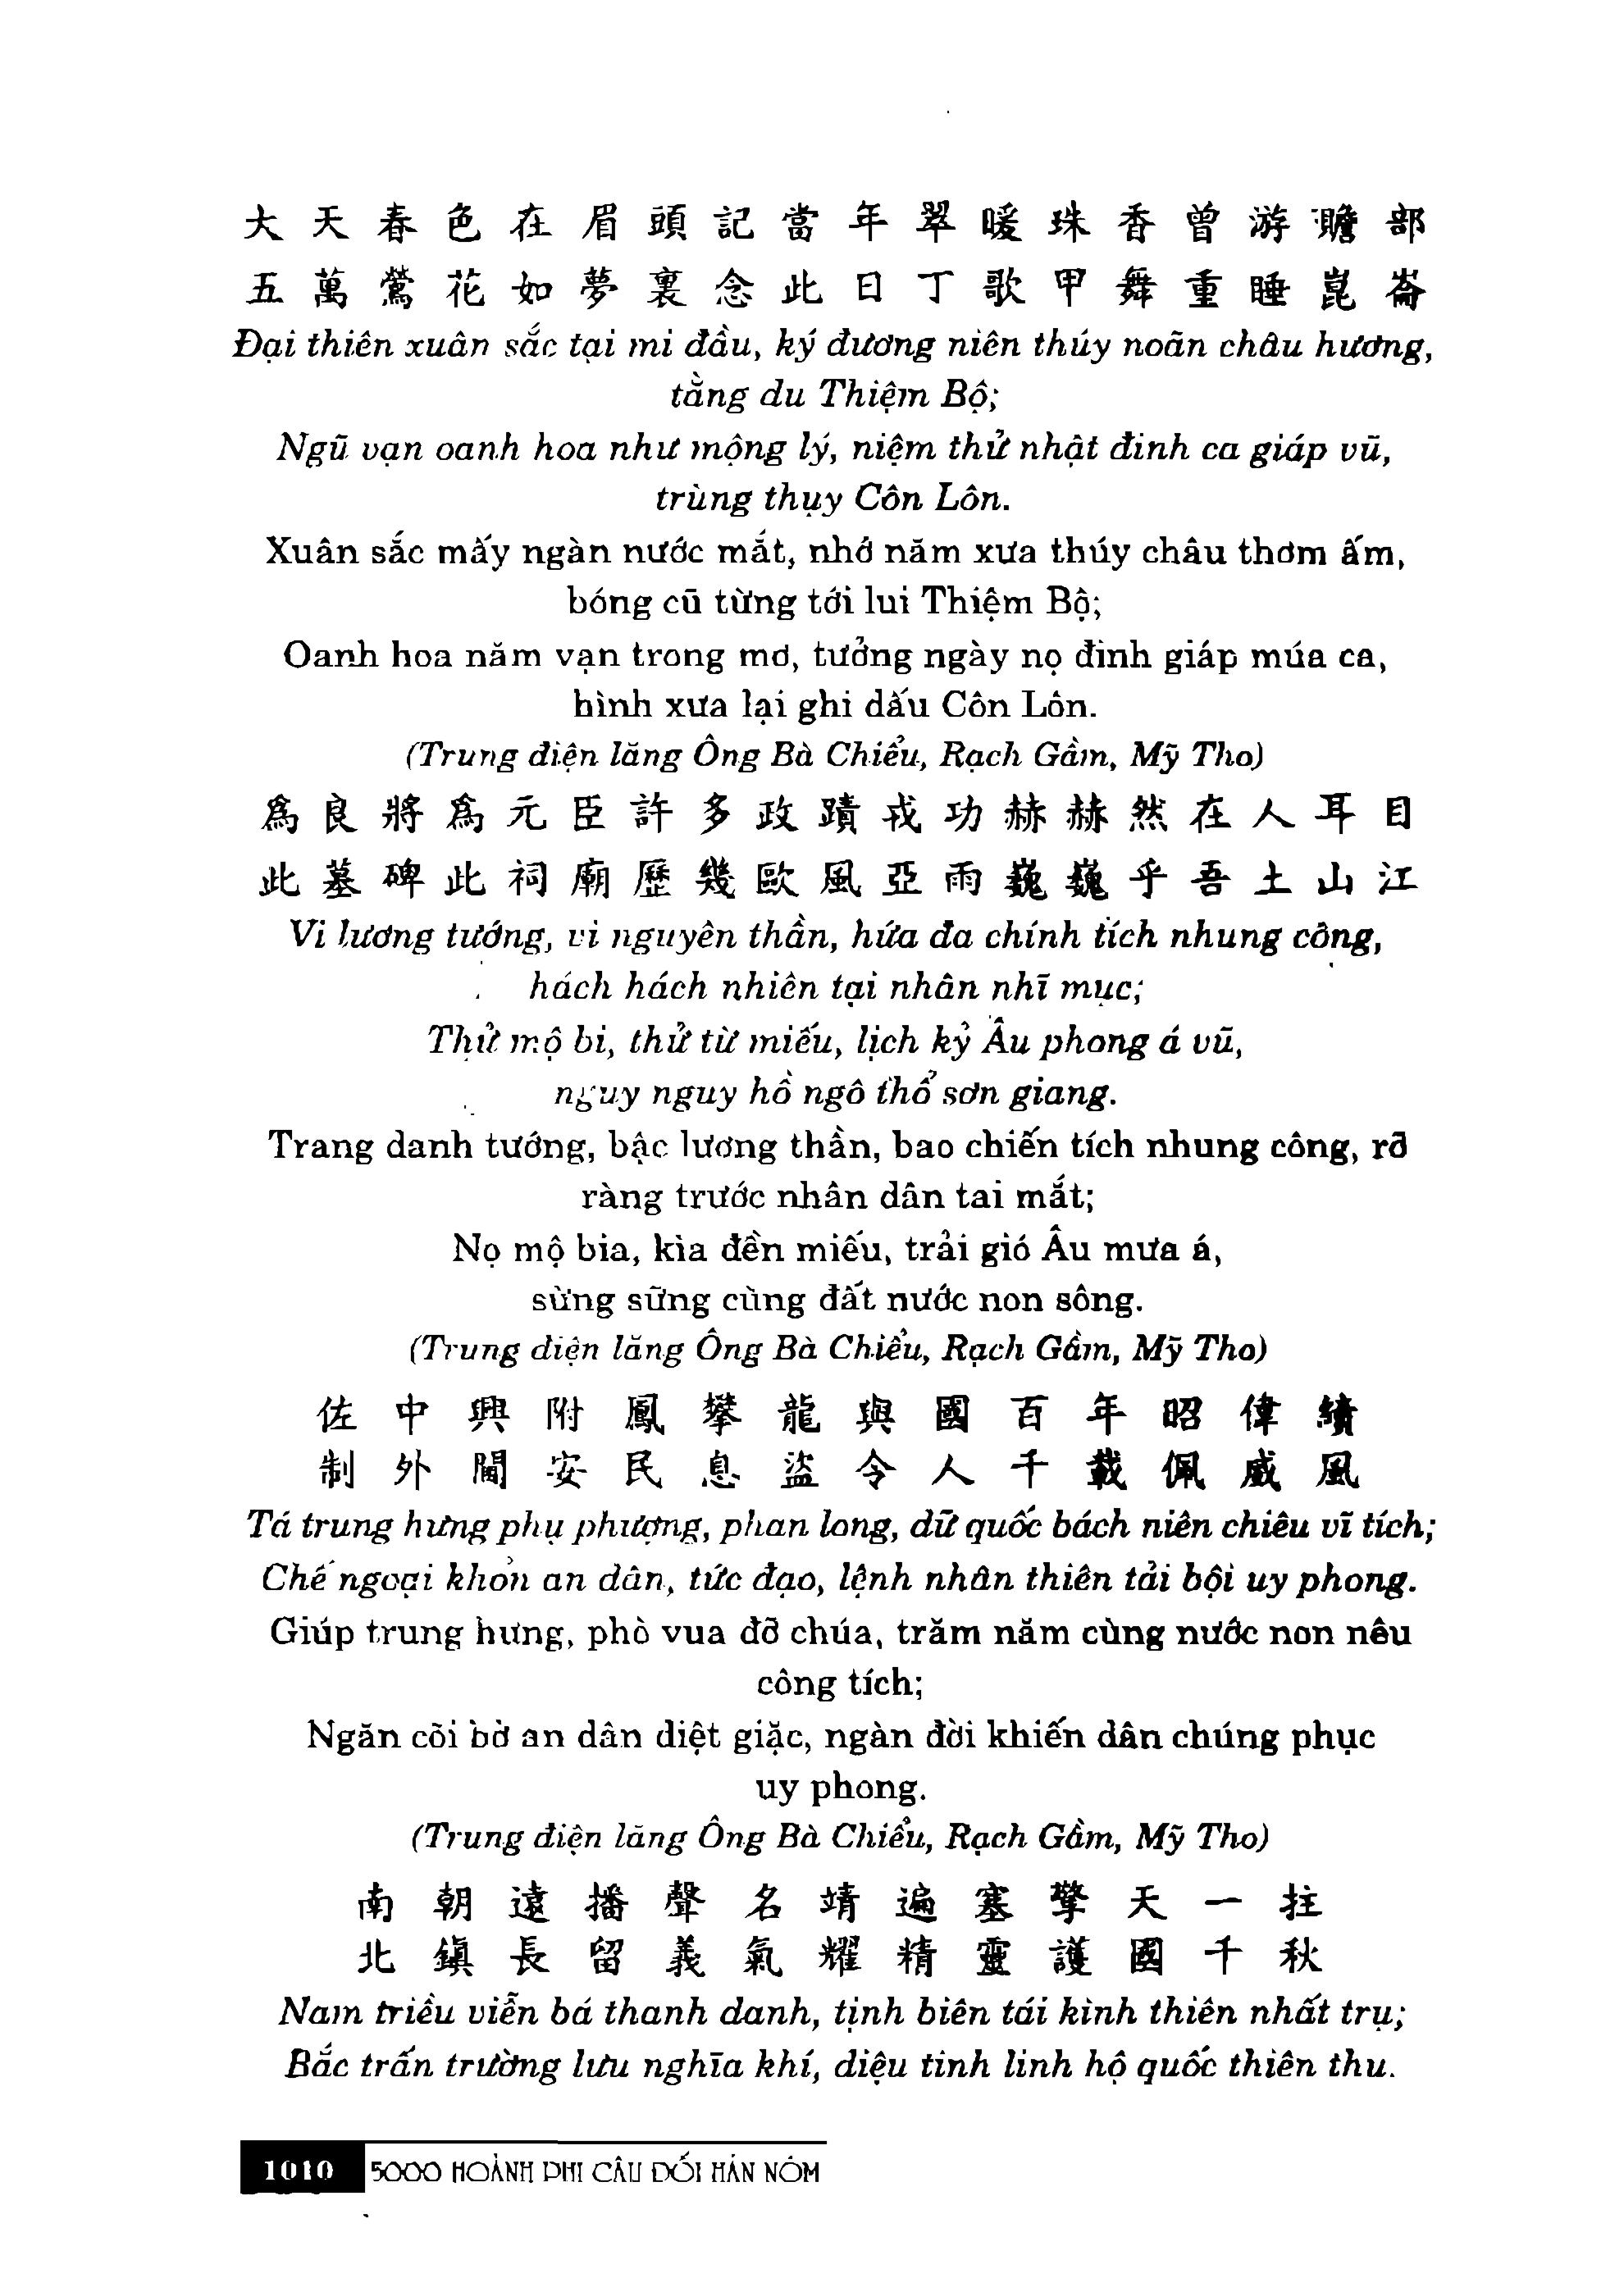 大天春色在眉頭記當年翠暖珠香曾游贍部
五萬鶯花如夢裏念此日丁歌甲舞重睡崑崙
Đại thiên xuân sắc tại mi đầu, ký đương niên thúy noãn châu hương,
tằng du Thiệm Bộ;
Ngũ vạn oanh hoa như mộng lý, niệm thử nhật đinh ca giáp vũ,
trùng thụy Côn Lôn.
Xuân sắc mấy ngàn nước mắt, nhớ năm xưa thúy châu thơm ấm,
bóng cũ từng tới lui Thiệm Bộ;
Oanh hoa năm vạn trong mơ, tưởng ngày nọ đinh giáp múa ca,
hình xưa lại ghi dấu Côn Lôn.
(Trung điện lăng Ông Bà Chiểu, Rạch Gầm, Mỹ Tho)
爲良將爲元臣許多政蹟戎功赫赫然在人耳目
此墓碑此祠廟歷幾歐風亞雨巍巍乎吾土山江
Vi lương tướng, vi nguyên thần, hứa đa chính tích nhung công,
hách hách nhiên tại nhân nhĩ mục;
Thử mộ bi, thử từ miếu, lịch kỷ Âu phong á vũ,
nguy nguy hồ ngô thổ sơn giang.
Trang danh tướng, bậc lương thần, bao chiến tích nhung công, rỡ
ràng trước nhân dân tai mắt;
Nọ mộ bia, kìa đền miếu, trải gió Âu mưa á,
sừng sững cùng đất nước non sông.
(Trung điện lăng Ông Bà Chiểu, Rạch Gầm, Mỹ Tho)
佐中興附鳳攀龍與國百年昭偉績
制外閫安民息盜令人千載佩威風
Tá trung hưng phụ phượng, phan long, dữ quốc bách niên chiêu vĩ tích;
Chế ngoại khổn an dân, tức đạo, lệnh nhân thiên tải bội uy phong.
Giúp trung hưng, phò vua đỡ chúa, trăm năm cùng nước non nêu
công tích;
Ngăn cõi bờ an dân diệt giặc, ngàn đời khiến dân chúng phục
uy phong.
(Trung điện lăng Ông Bà Chiểu, Rạch Gầm, Mỹ Tho)
南朝遠播聲名靖遍塞擎天一拄
北鎮長留義氣耀精靈護國千秋
Nam triều viễn bá thanh danh, tịnh biên tái kình thiên nhất trụ;
Bắc trấn trường lưu nghĩa khí, diệu tinh linh hộ quốc thiên thu.
1010 5000 HOÀNH PHI CÂU ĐỐI HÁN NÔM